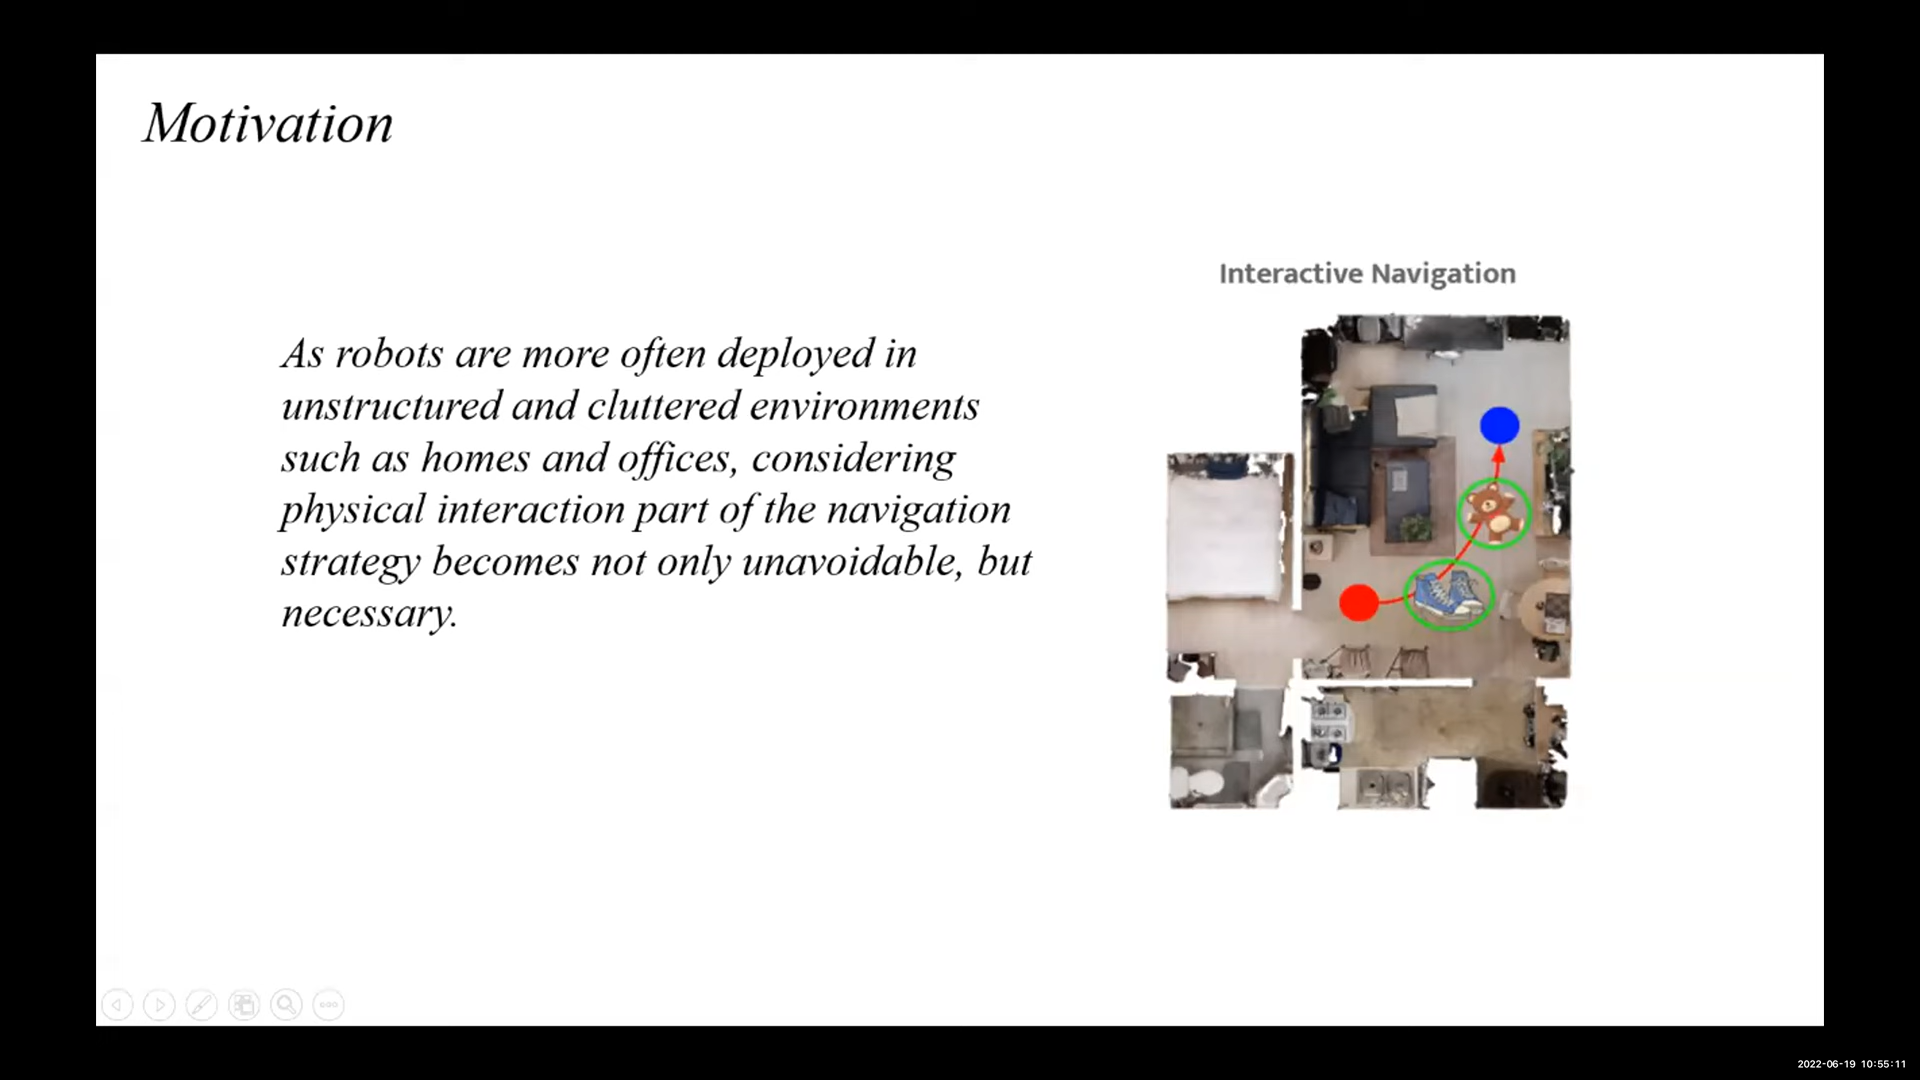 Motivation
Interactive Navigation
As robots are more often deployed in
unstructured and cluttered environments
such as homes and offices, considering
physical interaction part of the navigation
strategy becomes not only unavoidable, but
necessary.
2022-06-19 10:55:11